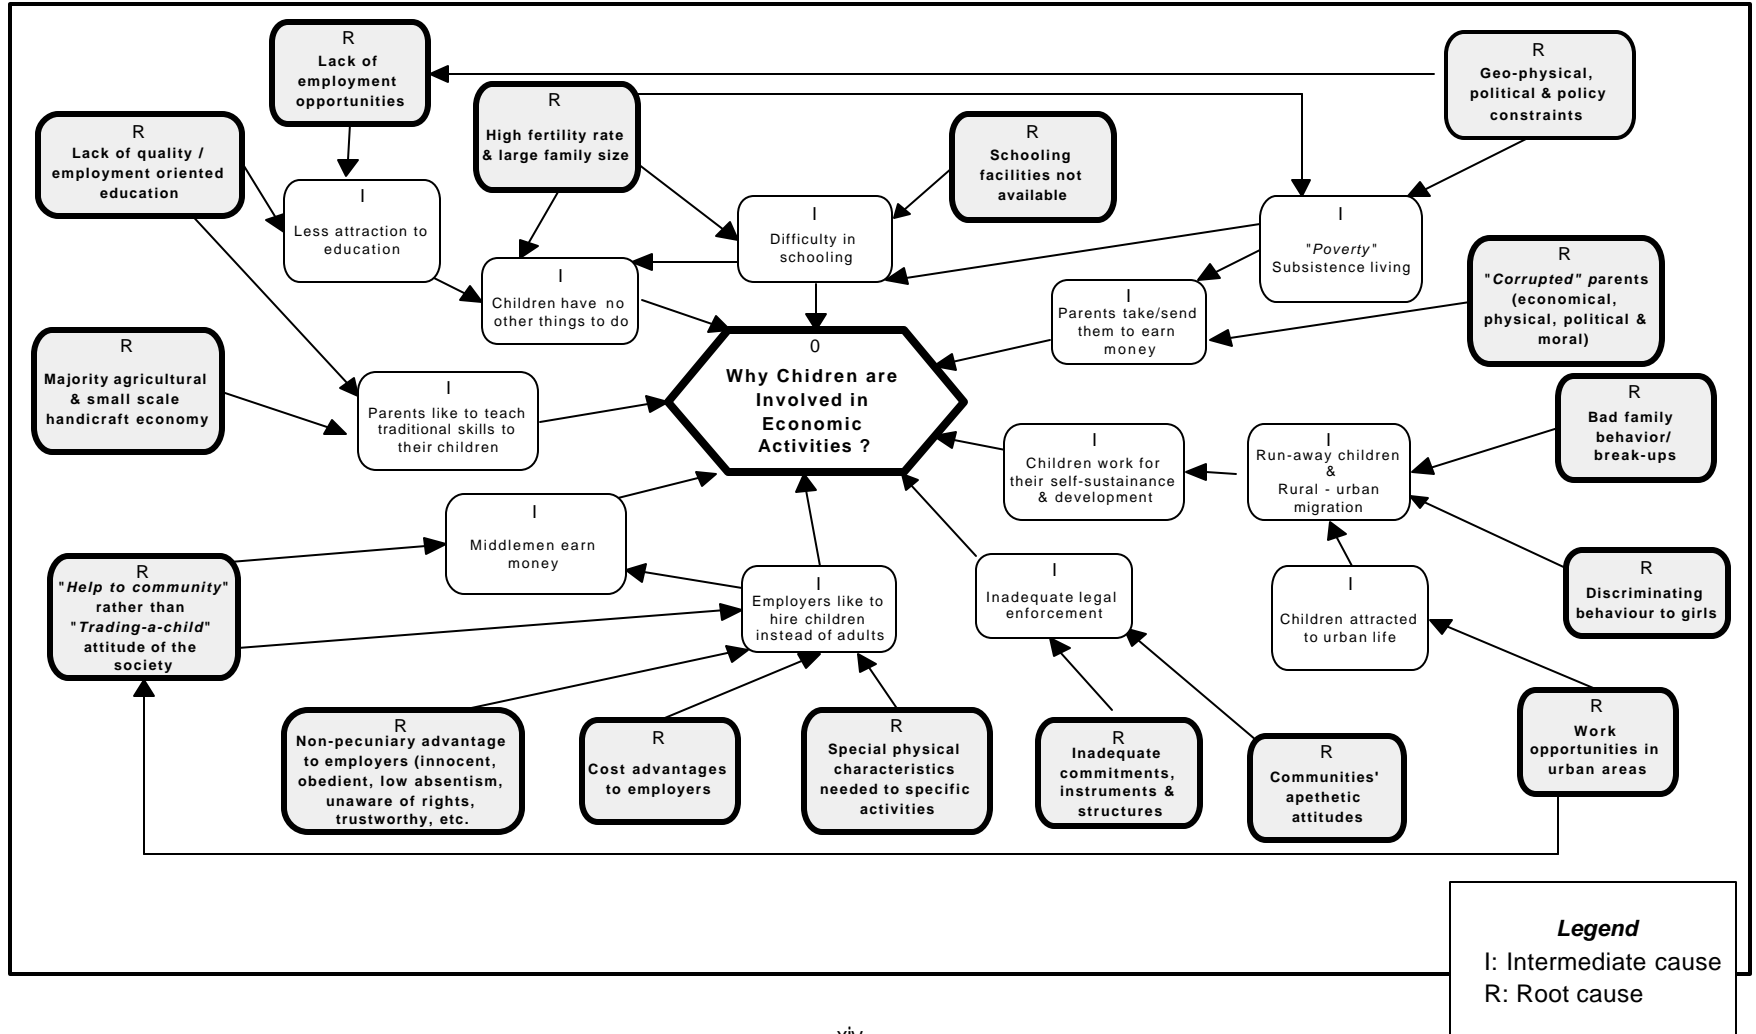 R
Lack of
employment
opportunities
R
High fertility rate
& large family size
R
Geo-physical,
political & policy
constraints
R
Lack of quality /
employment oriented
education
R
Schooling
facilities not
available
I
Less attraction to
education
I
Difficulty in
schooling
I
"Poverty"
Subsistence living
I
Children have no
other things to do
I
Parents take/send
them to earn
money
R
"Corrupted" parents
(economical,
physical, political &
moral)
R
Majority agricultural
& small scale
handicraft economy
I
Parents like to teach
traditional skills to
their children
0
Why Chidren are
Involved in
Economic
Activities ?
R
Bad family
behavior/
break-ups
I
Children work for
their self-sustainance
& development
I
Run-away children
&
Rural - urban
migration
I
Middlemen earn
money
R
"Help to community"
rather than
"Trading-a-child"
attitude of the
society
I
Employers like to
hire children
instead of adults
I
Inadequate legal
enforcement
I
Children attracted
to urban life
R
Discriminating
behaviour to girls
R
Non-pecuniary advantage
to employers (innocent,
obedient, low absentism,
unaware of rights,
trustworthy, etc.
R
Cost advantages
to employers
R
Special physical
characteristics
needed to specific
activities
R
Inadequate
commitments,
instruments &
structures
R
Communities'
apethetic
attitudes
R
Work
opportunities in
urban areas
Legend
I: Intermediate cause
R: Root cause
xiv